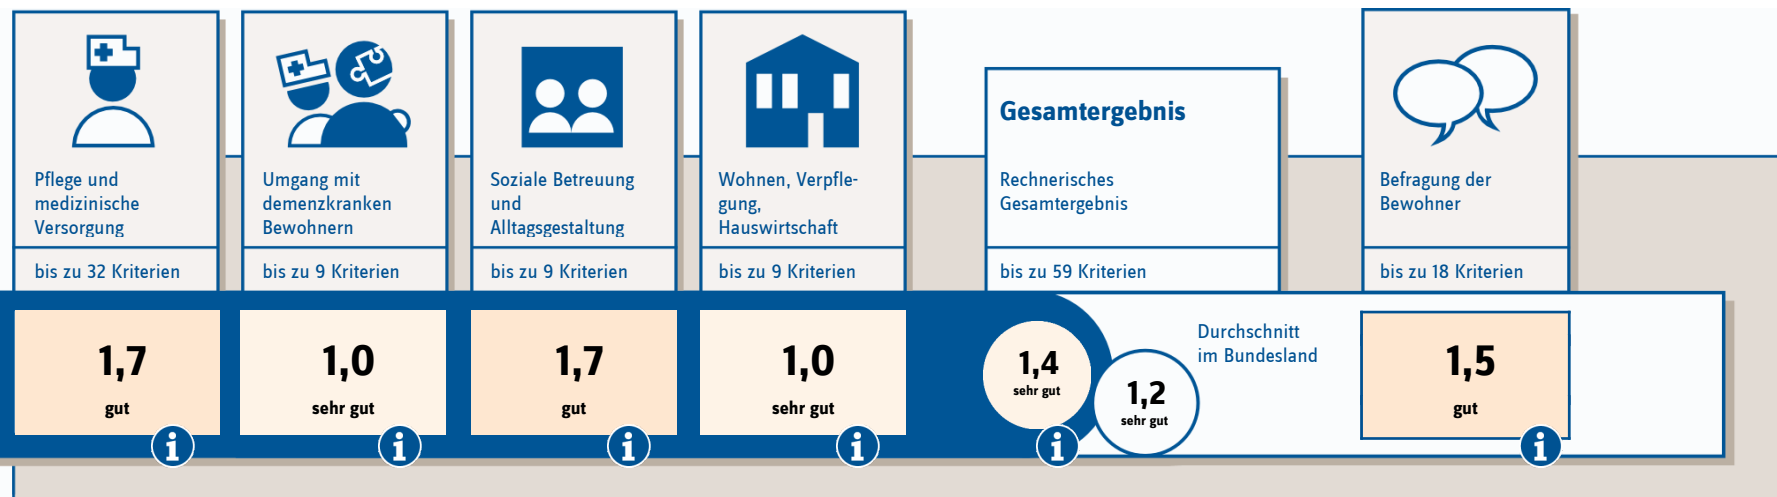 Pflege und
medizinische
Versorgung
bis zu 32 Kriterien
1,7
gut
Umgang mit
demenzkranken
Bewohnern
bis zu 9 Kriterien
1,0
sehr gut
Soziale Betreuung
und
Alltagsgestaltung
bis zu 9 Kriterien
1,7
gut
Wohnen, Verpfle-
gung,
Hauswirtschaft
bis zu 9 Kriterien
1,0
sehr gut
Gesamtergebnis
Rechnerisches
Gesamtergebnis
bis zu 59 Kriterien
1,4
sehr gut
1,2
sehr gut
Durchschnitt
im Bundesland
Befragung der
Bewohner
bis zu 18 Kriterien
1,5
gut